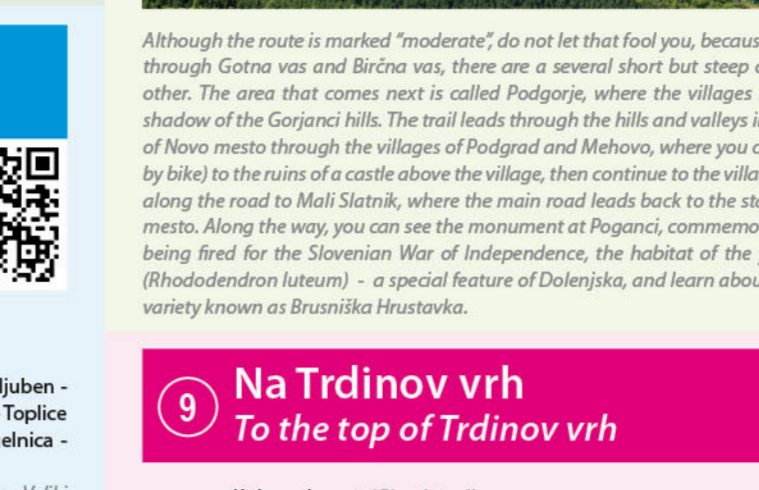 Although the route is marked “moderate”, do not let that fool you, becaus
through Gotna vas and Birčna vas, there are a several short but steep
other. The area that comes next is called Podgorje, where the villages
shadow of the Gorjanci hills. The trail leads through the hills and valleys i
of Novo mesto through the villages of Podgrad and Mehovo, where you c
by bike) to the ruins of a castle above the village, then continue to the villa
along the road to Mali Slatnik, where the main road leads back to the sta
mesto. Along the way, you can see the monument at Poganci, commemo
being fired for the Slovenian War of Independence, the habitat of the
(Rhododendron luteum) - a special feature of Dolenjska, and learn abou
variety known as Brusniška Hrustavka.
ljuben -
Toplice
elnica -
9
Na Trdinov vrh
To the top of Trdinov vrh